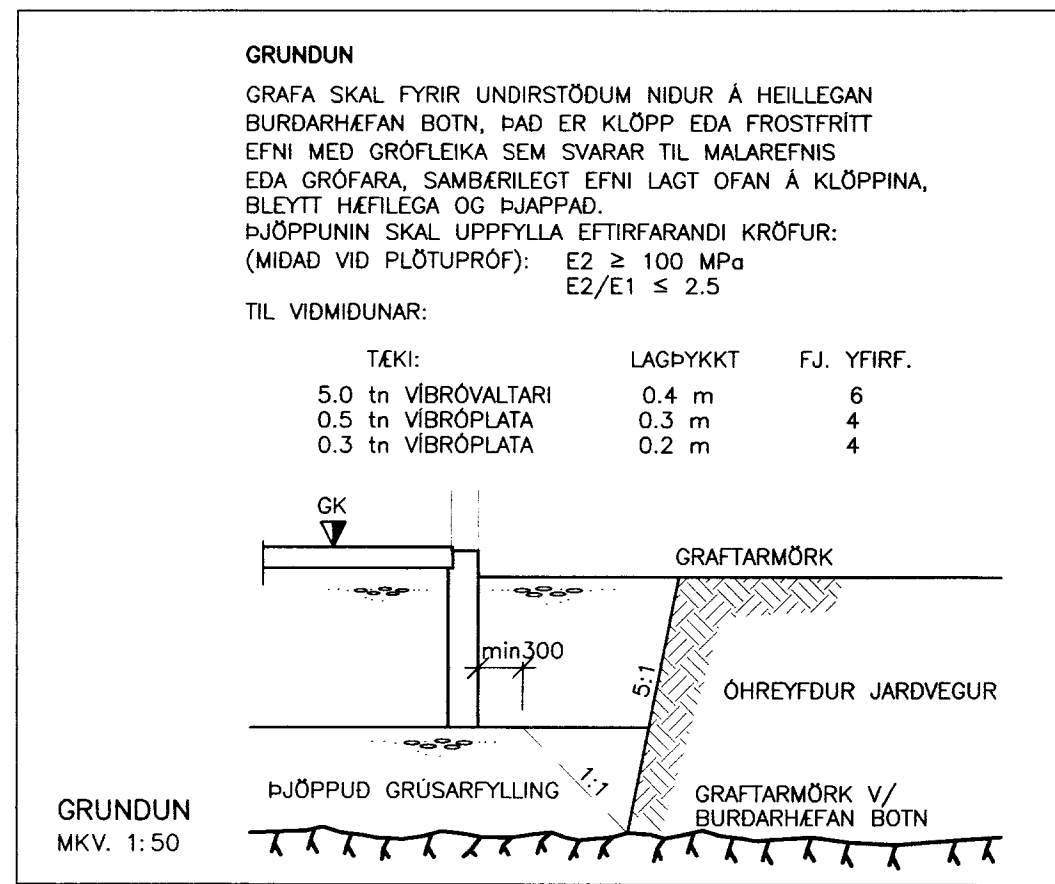 GRUNDUN
GRAFA SKAL FYRIR UNDIRSTÖÐUM NIÐUR Á HEILLEGAN
BURÐARHÆFAN BOTN, ÞAÐ ER KLÖPP EÐA FROSTFRÍTT
EFNI MEÐ GRÓFLEIKA SEM SVARAR TIL MALAREFNIS
EÐA GRÓFARA, SAMBÆRILEGT EFNI LAGT OFAN Á KLÖPPINA,
BLEYTT HÆFILEGA OG ÞJAPPAÐ.
ÞJÖPPUNIN SKAL UPPFYLLA EFTIRFARANDI KRÖFUR:
(MIÐAÐ VIÐ PLÖTUPRÓF): E2 ≥ 100 MPa
E2/E1 ≤ 2.5
TIL VIÐMIÐUNAR:
TÆKI: LAGÞYKKT FJ. YFIRF.
5.0 tn VÍBRÓVALTARI 0.4 m 6
0.5 tn VÍBRÓPLATA 0.3 m 4
0.3 tn VÍBRÓPLATA 0.2 m 4
GK
GRAFTARMÖRK
min300
5:1
ÓHREYFÐUR JARÐVEGUR
1:1
ÞJÖPPUÐ GRÚSARFYLLING
GRAFTARMÖRK V/
BURÐARHÆFAN BOTN
GRUNDUN
MKV. 1:50